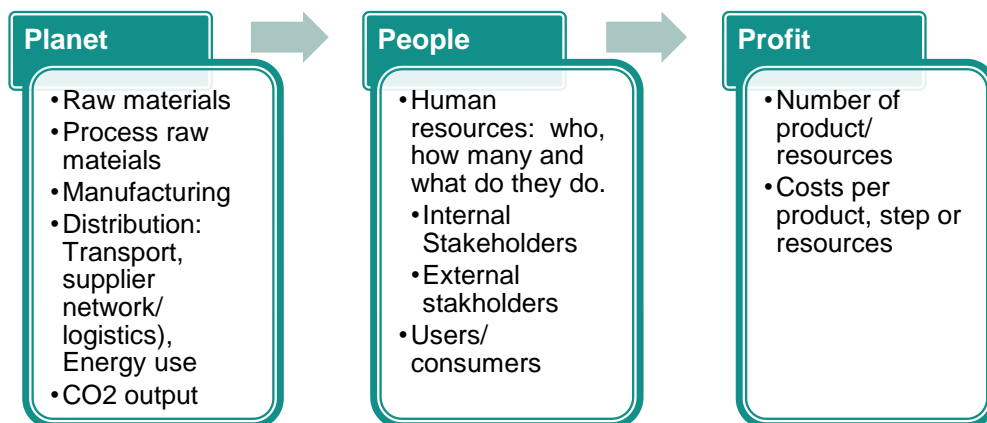 Planet
•Raw materials
•Process raw
mateials
•Manufacturing
•Distribution:
Transport,
supplier
network/
logistics),
Energy use
•CO2 output
People
•Human
resources: who,
how many and
what do they do.
•Internal
Stakeholders
•External
stakholders
•Users/
consumers
Profit
•Number of
product/
resources
•Costs per
product, step or
resources